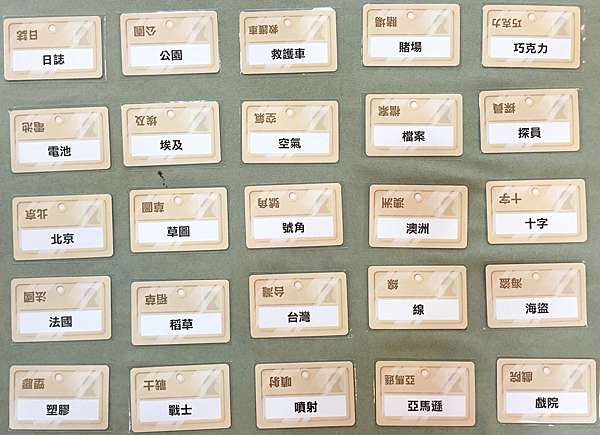 日誌 公園 救護車 賭場 巧克力
日誌 公園 救護車 賭場 巧克力
電池 埃及 空氣 檔案 探員
電池 埃及 空氣 檔案 探員
北京 草圖 號角 澳洲 十字
北京 草圖 號角 澳洲 十字
法國 稻草 台灣 線 海盜
法國 稻草 台灣 線 海盜
塑膠 戰士 噴射 亞馬遜 戲院
塑膠 戰士 噴射 亞馬遜 戲院